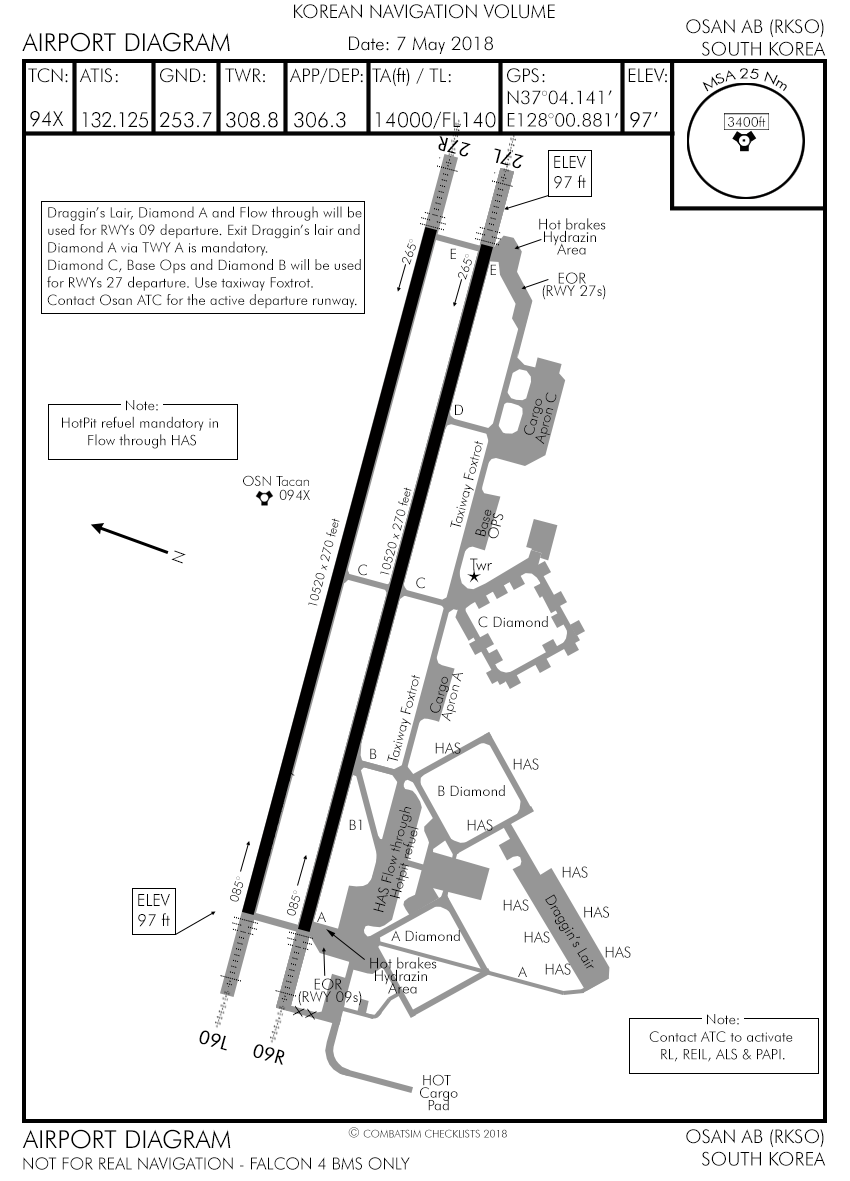 KOREAN NAVIGATION VOLUME
AIRPORT DIAGRAM
Date: 7 May 2018
OSAN AB (RKSO)
SOUTH KOREA
TCN:
94X
ATIS:
132.125
GND:
253.7
TWR:
308.8
APP/DEP:
306.3
TA(ft) / TL:
14000/FL140
GPS:
N37°04.141'
E128°00.881'
ELEV:
97'
MSA 25 Nm
3400ft
27R
27L
ELEV
97 ft
Draggin's Lair, Diamond A and Flow through will be
used for RWYs 09 departure. Exit Draggin's lair and
Diamond A via TWY A is mandatory.
Diamond C, Base Ops and Diamond B will be used
for RWYs 27 departure. Use taxiway Foxtrot.
Contact Osan ATC for the active departure runway.
Hot brakes
Hydrazin
Area
E
E
265°
265°
EOR
(RWY 27s)
Note:
HotPit refuel mandatory in
Flow through HAS
D
Cargo
Apron C
Taxiway Foxtrot
OSN Tacan
094X
Base
OPS
N
10520 x 270 feet
10520 x 270 feet
Twr
C
C
C Diamond
Cargo
Apron A
Taxiway Foxtrot
B
HAS
HAS
B Diamond
B1
HAS
HAS Flow through
Hotpit refuel
085°
085°
ELEV
97 ft
A
A Diamond
HAS
HAS
HAS
HAS
HAS
HAS
Draggin's Lair
A
Hot brakes
Hydrazin
Area
EOR
(RWY 09s)
XX
09L
09R
Note:
Contact ATC to activate
RL, REIL, ALS & PAPI.
HOT
Cargo
Pad
AIRPORT DIAGRAM
© COMBATSIM CHECKLISTS 2018
OSAN AB (RKSO)
NOT FOR REAL NAVIGATION - FALCON 4 BMS ONLY
SOUTH KOREA